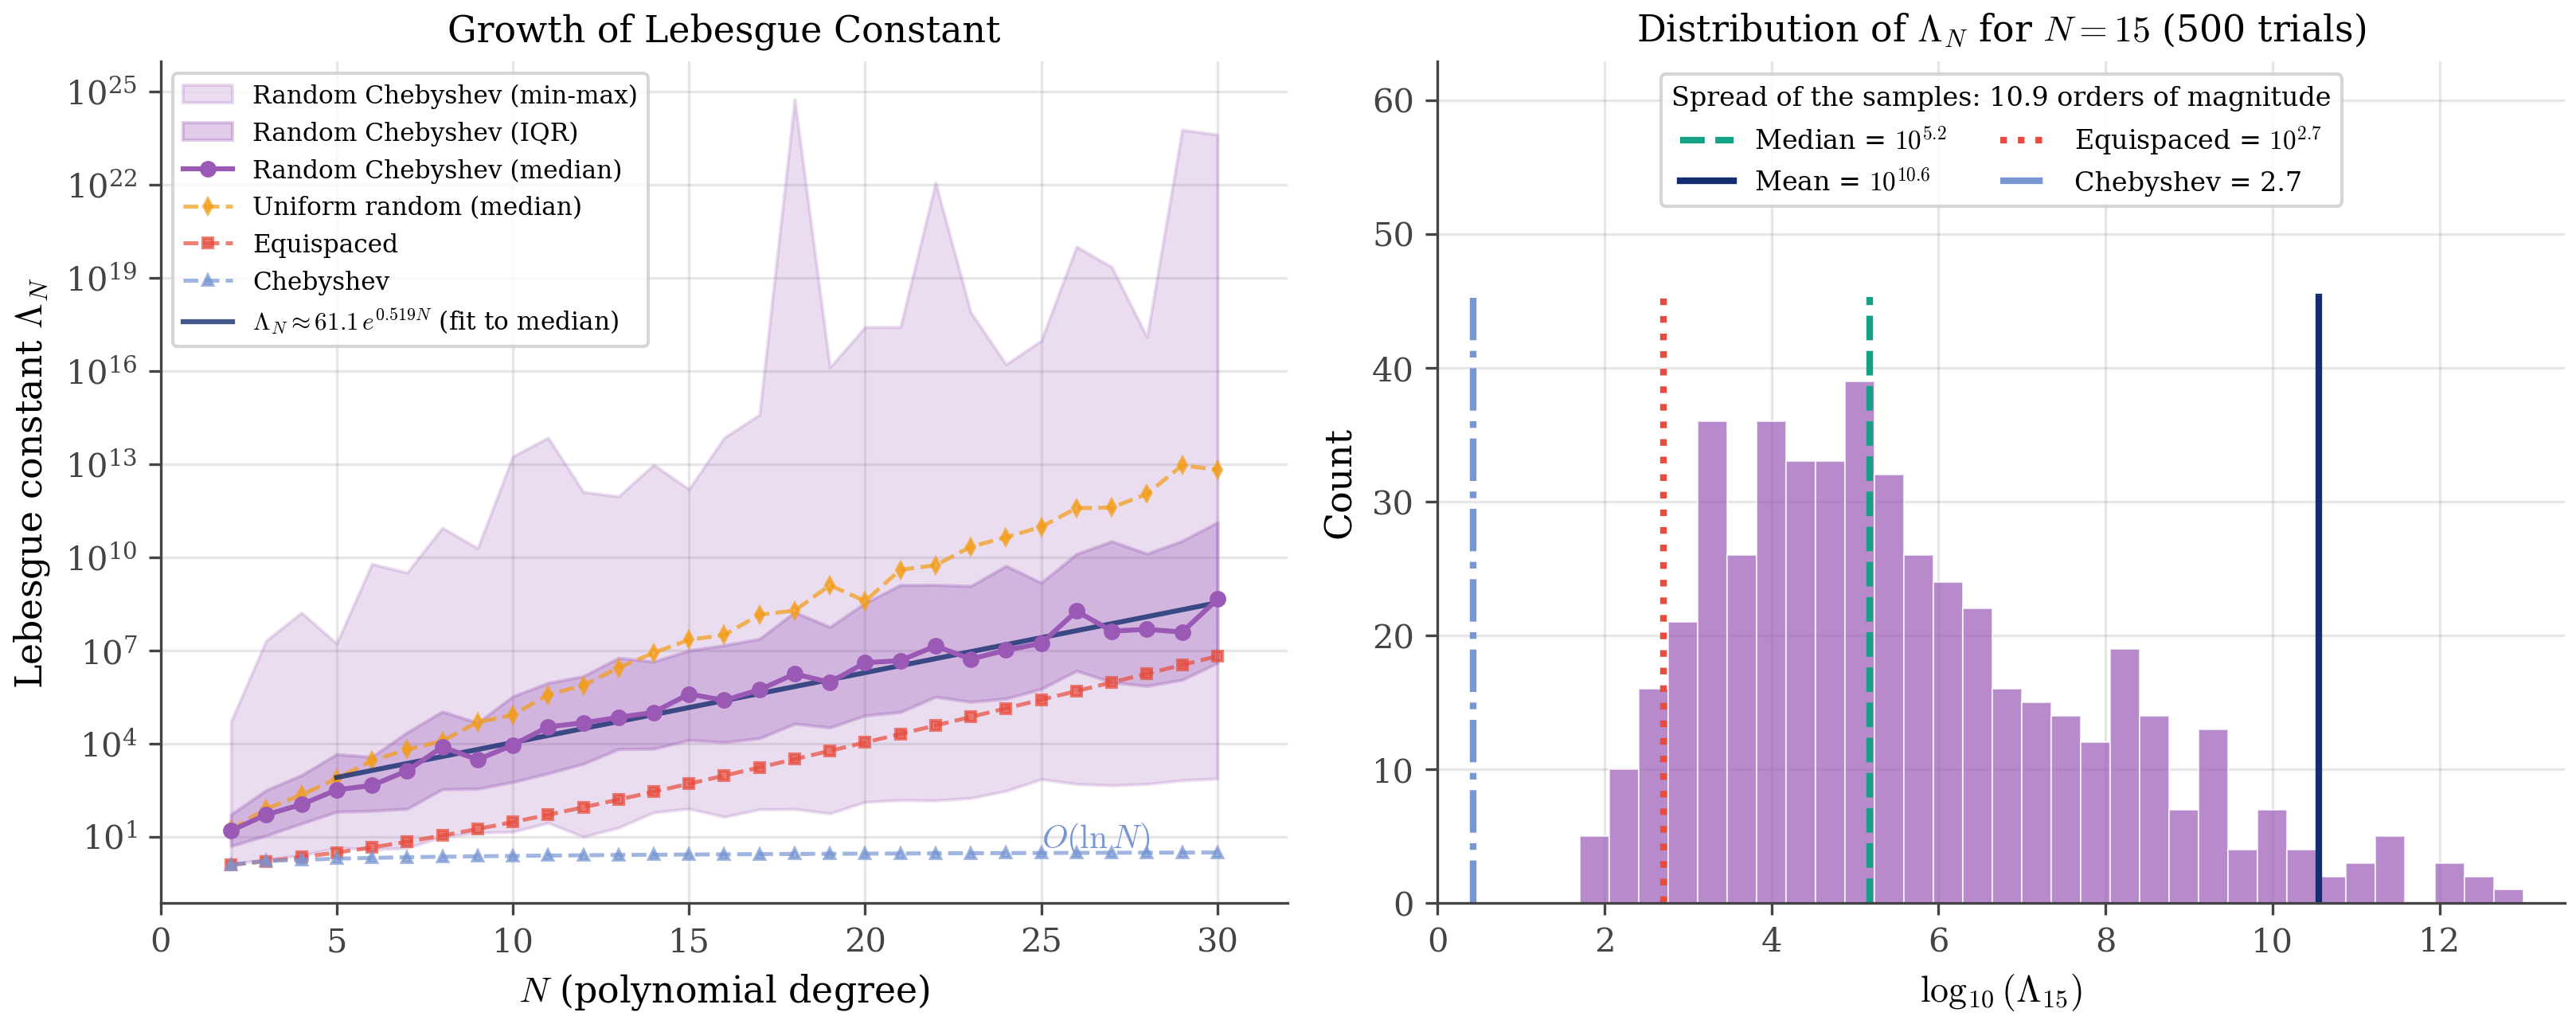 Growth of Lebesgue Constant
Lebesgue constant Λ_N
10^25
10^22
10^19
10^16
10^13
10^10
10^7
10^4
10^1
Random Chebyshev (min-max)
Random Chebyshev (IQR)
Random Chebyshev (median)
Uniform random (median)
Equispaced
Chebyshev
Λ_N ≈ 61.1 e^{0.519N} (fit to median)
O(ln N)
0 5 10 15 20 25 30
N (polynomial degree)
Distribution of Λ_N for N = 15 (500 trials)
Spread of the samples: 10.9 orders of magnitude
Median = 10^5.2
Mean = 10^10.6
Equispaced = 10^2.7
Chebyshev = 2.7
Count
60
50
40
30
20
10
0
0 2 4 6 8 10 12
log_10 (Λ_15)